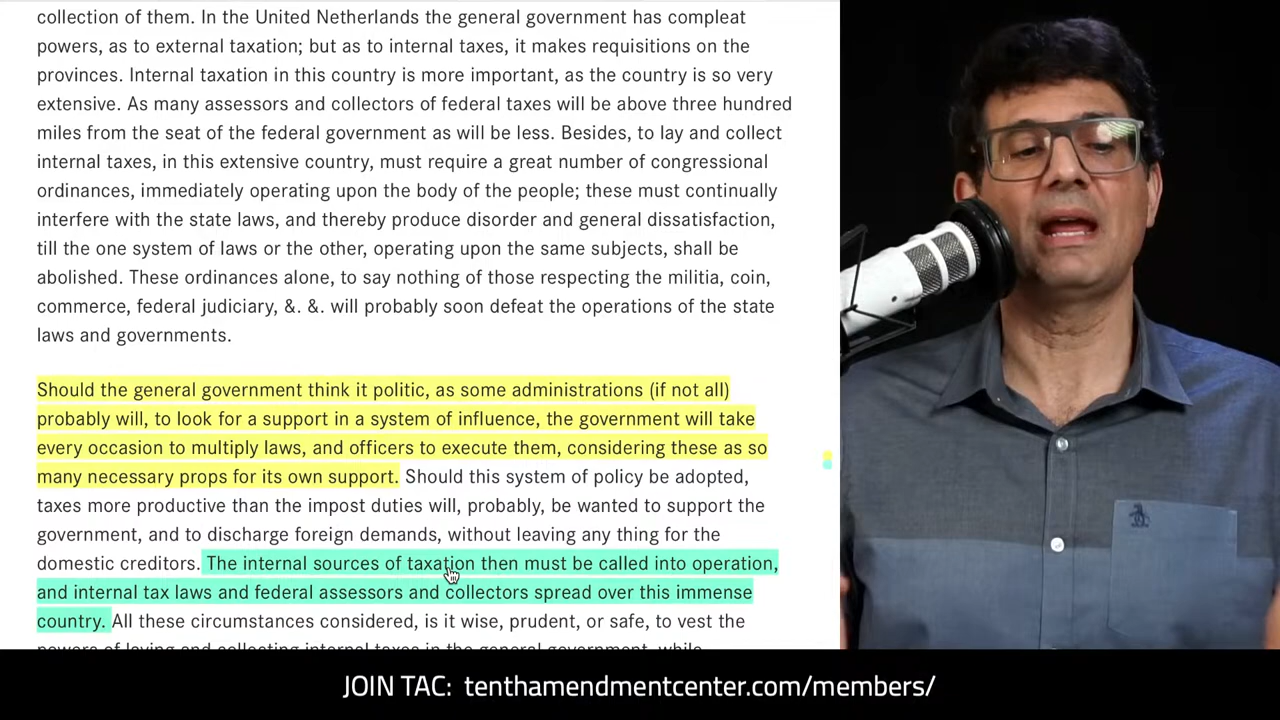 collection of them. In the United Netherlands the general government has compleat
powers, as to external taxation; but as to internal taxes, it makes requisitions on the
provinces. Internal taxation in this country is more important, as the country is so very
extensive. As many assessors and collectors of federal taxes will be above three hundred
miles from the seat of the federal government as will be less. Besides, to lay and collect
internal taxes, in this extensive country, must require a great number of congressional
ordinances, immediately operating upon the body of the people; these must continually
interfere with the state laws, and thereby produce disorder and general dissatisfaction,
till the one system of laws or the other, operating upon the same subjects, shall be
abolished. These ordinances alone, to say nothing of those respecting the militia, coin,
commerce, federal judiciary, &. &. will probably soon defeat the operations of the state
laws and governments.
Should the general government think it politic, as some administrations (if not all)
probably will, to look for a support in a system of influence, the government will take
every occasion to multiply laws, and officers to execute them, considering these as so
many necessary props for its own support. Should this system of policy be adopted,
taxes more productive than the impost duties will, probably, be wanted to support the
government, and to discharge foreign demands, without leaving any thing for the
domestic creditors. The internal sources of taxation then must be called into operation,
and internal tax laws and federal assessors and collectors spread over this immense
country. All these circumstances considered, is it wise, prudent, or safe, to vest the
powers of laying and collecting internal taxes in the general government, while
JOIN TAC: tenthamendmentcenter.com/members/